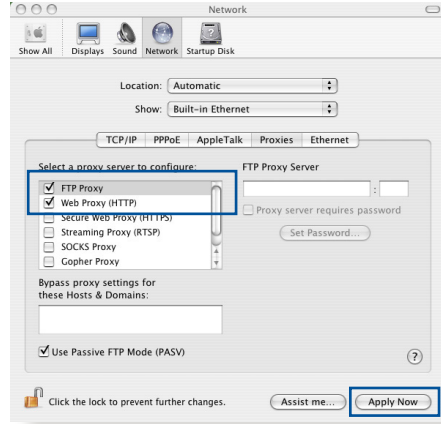 Network
Show All Displays Sound Network Startup Disk
Location: Automatic
Show: Built-in Ethernet
TCP/IP PPPoE AppleTalk Proxies Ethernet
Select a proxy server to configure: FTP Proxy Server
FTP Proxy
:
Web Proxy (HTTP)
Proxy server requires password
Secure Web Proxy (HTTPS)
Streaming Proxy (RTSP) Set Password...
SOCKS Proxy
Gopher Proxy
Bypass proxy settings for
these Hosts & Domains:
Use Passive FTP Mode (PASV)
?
Click the lock to prevent further changes. Assist me... Apply Now